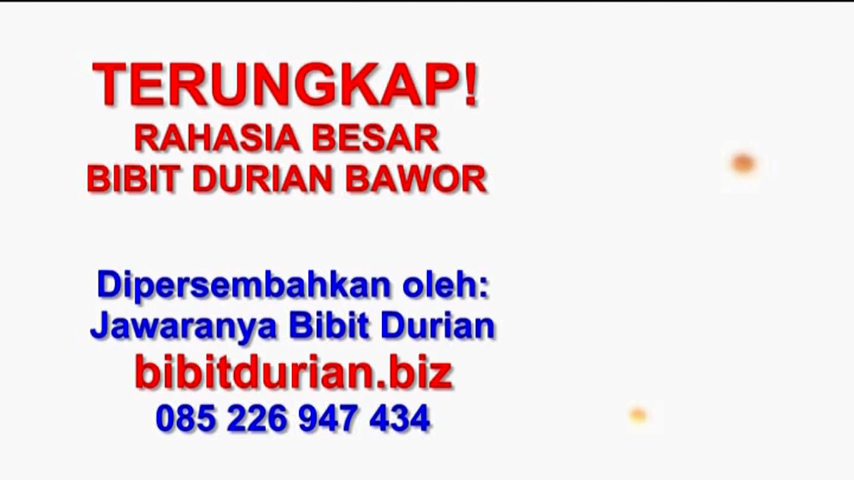 TERUNGKAP!
RAHASIA BESAR
BIBIT DURIAN BAWOR
Dipersembahkan oleh:
Jawaranya Bibit Durian
bibitdurian.biz
085 226 947 434